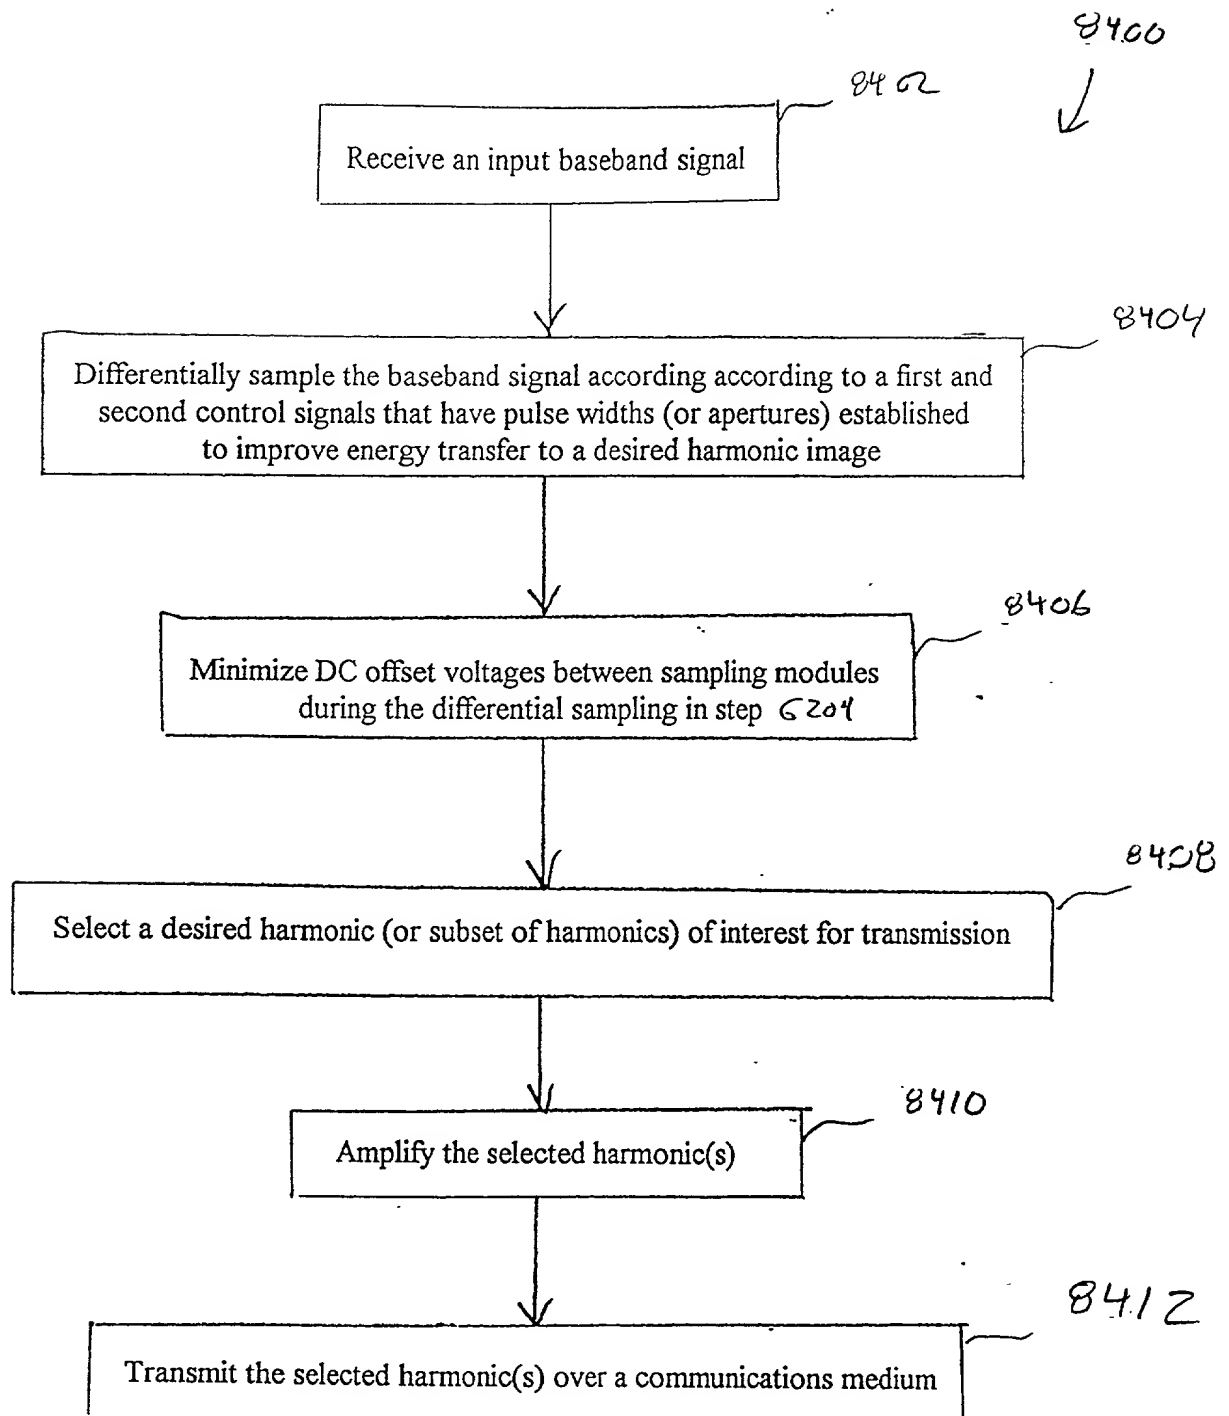 8400
8402
Receive an input baseband signal
8404
Differentially sample the baseband signal according according to a first and
second control signals that have pulse widths (or apertures) established
to improve energy transfer to a desired harmonic image
8406
Minimize DC offset voltages between sampling modules
during the differential sampling in step 6204
8408
Select a desired harmonic (or subset of harmonics) of interest for transmission
8410
Amplify the selected harmonic(s)
8412
Transmit the selected harmonic(s) over a communications medium